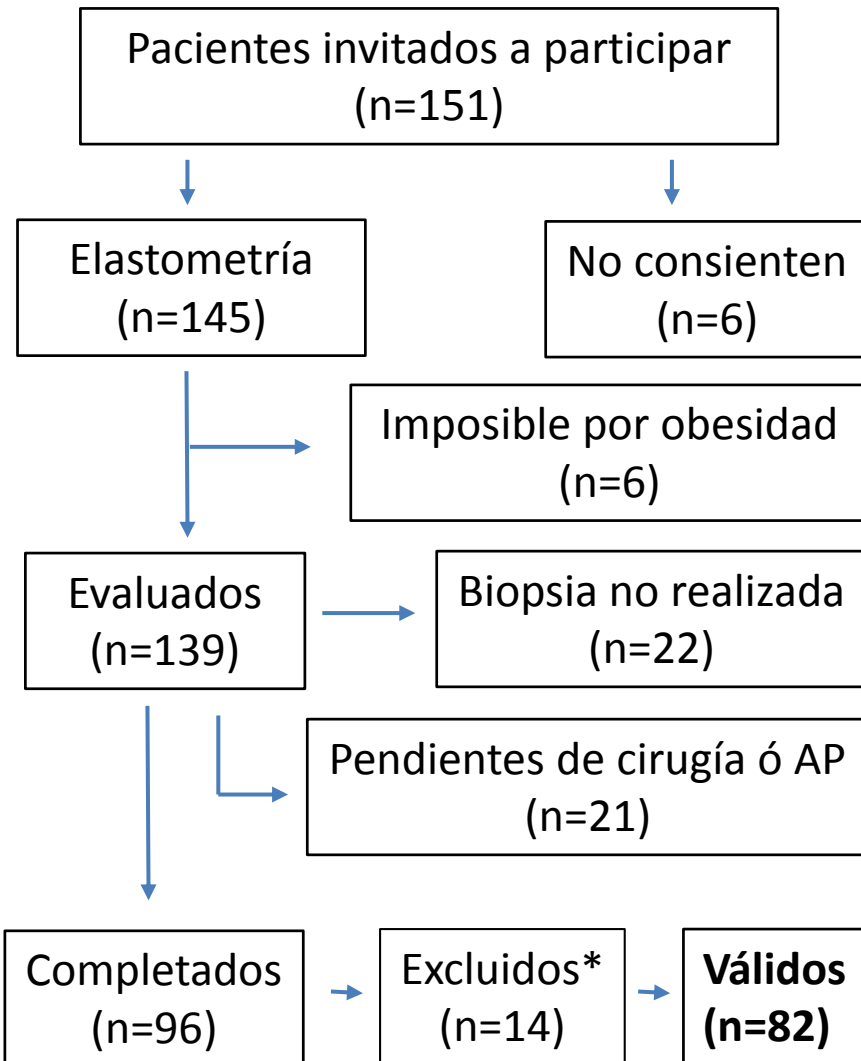 Pacientes invitados a participar
(n=151)
Elastometría
(n=145)
No consienten
(n=6)
Imposible por obesidad
(n=6)
Evaluados
(n=139)
Biopsia no realizada
(n=22)
Pendientes de cirugía ó AP
(n=21)
Completados
(n=96)
Excluidos*
(n=14)
Válidos
(n=82)